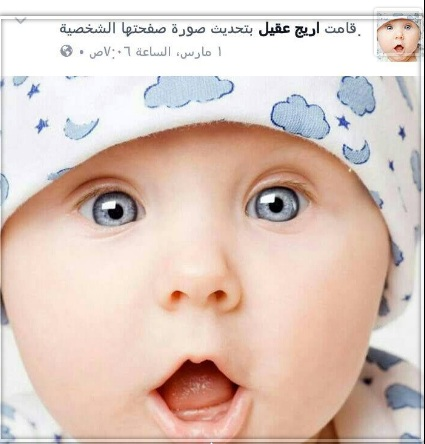 قامت اريج عقيل بتحديث صورة صفحتها الشخصية.
١ مارس، الساعة ٧:٠٦ص •